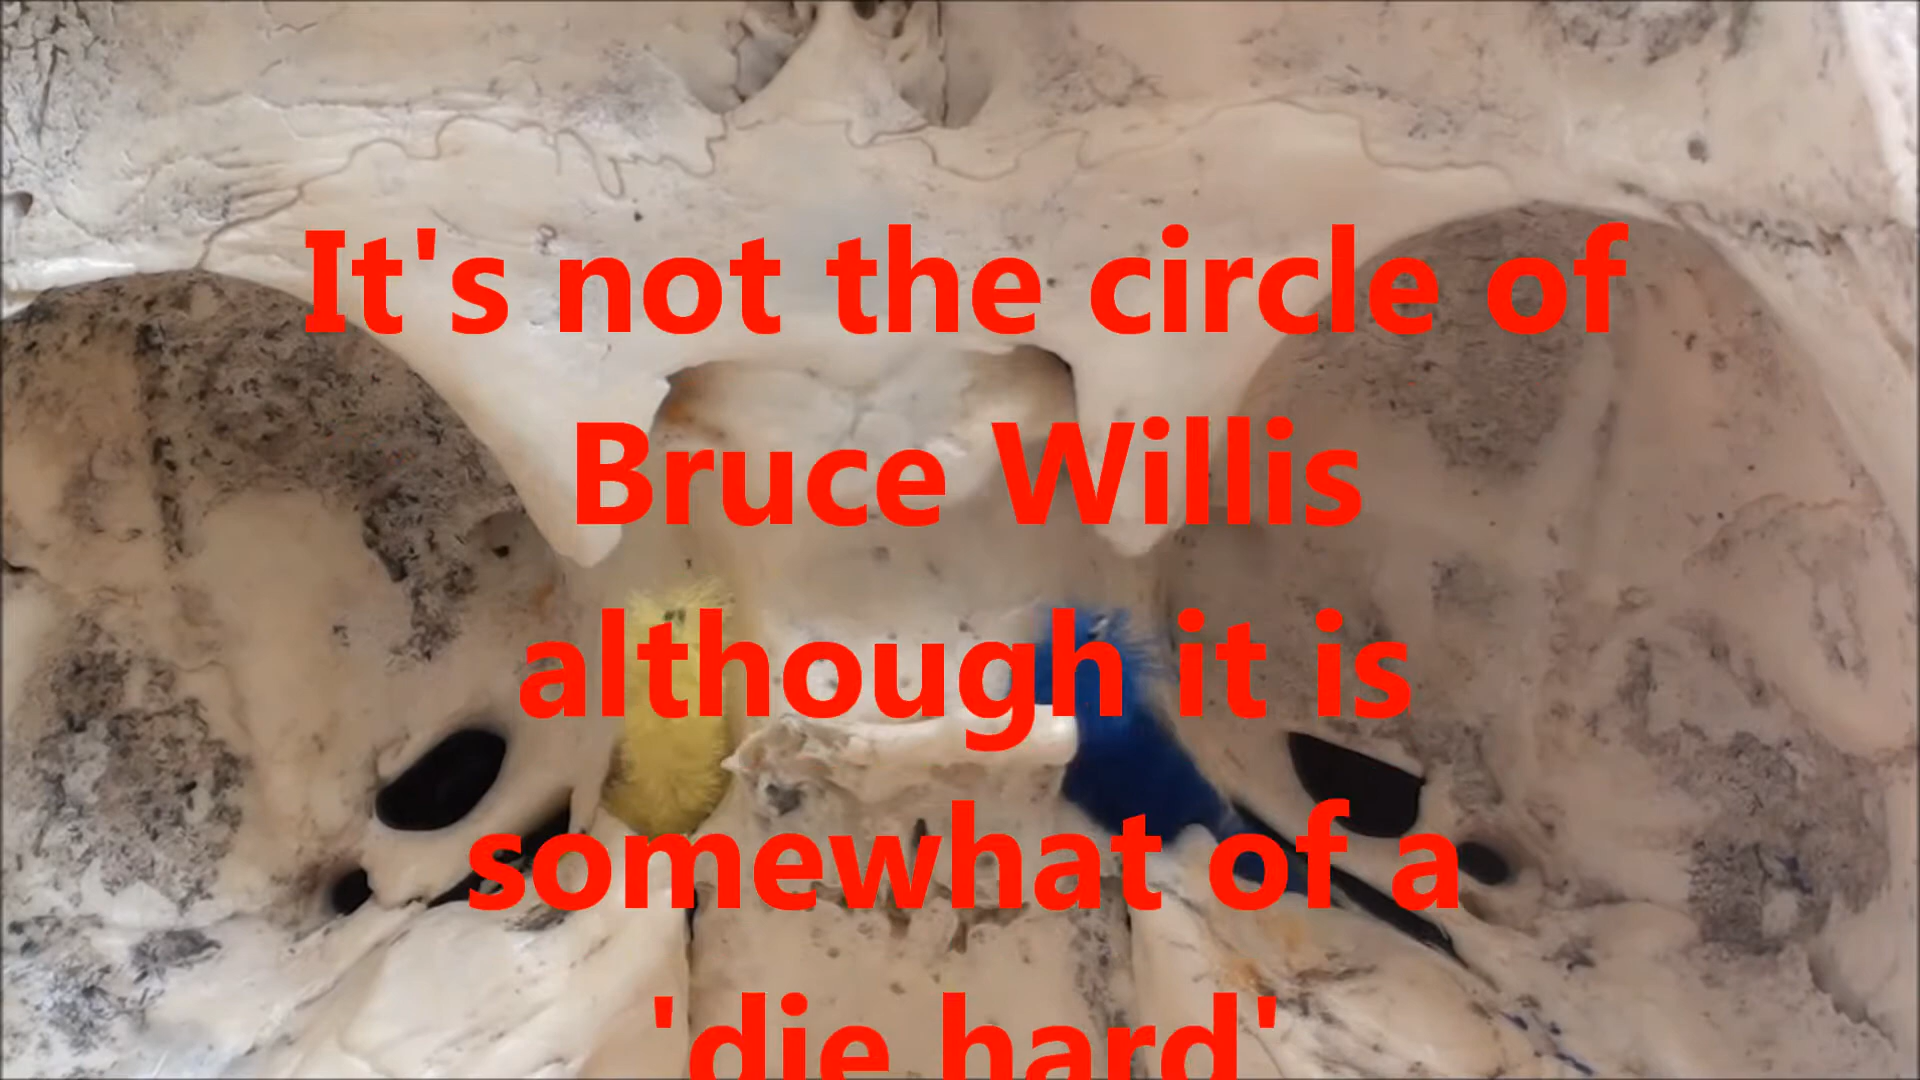 It's not the circle of
Bruce Willis
although it is
somewhat of a
'die hard'